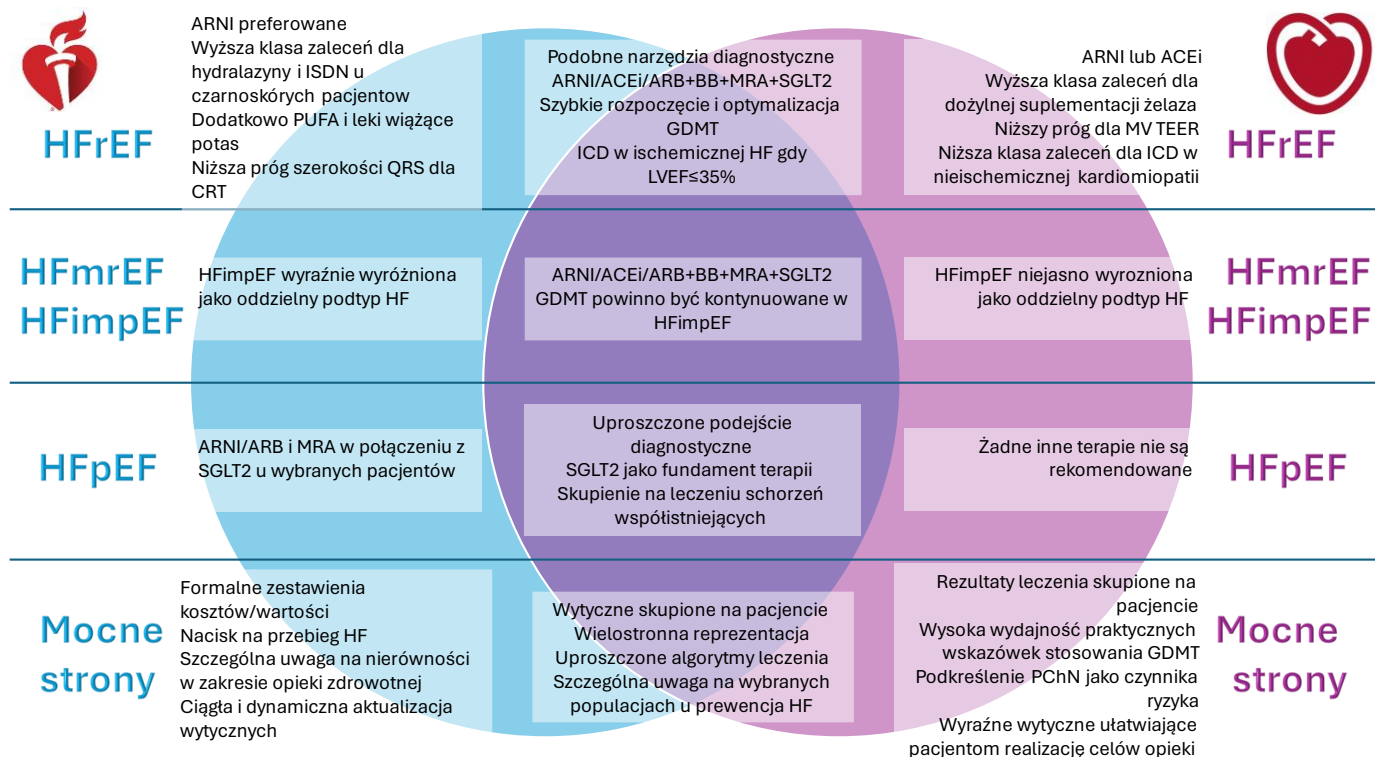 ARNI preferowane
Wyższa klasa zaleceń dla
hydralazyny i ISDN u
czarnoskórych pacjentow
Dodatkowo PUFA i leki wiążące
potas
Niższa próg szerokości QRS dla
CRT
HFrEF
Podobne narzędzia diagnostyczne
ARNI/ACEi/ARB+BB+MRA+SGLT2
Szybkie rozpoczęcie i optymalizacja
GDMT
ICD w ischemicznej HF gdy
LVEF≤35%
ARNI lub ACEi
Wyższa klasa zaleceń dla
dożylnej suplementacji żelaza
Niższy próg dla MV TEER
Niższa klasa zaleceń dla ICD w
nieischemicznej kardiomiopatii
HFrEF
HFmrEF
HFimpEF
HFimpEF wyraźnie wyróżniona
jako oddzielny podtyp HF
ARNI/ACEi/ARB+BB+MRA+SGLT2
GDMT powinno być kontynuowane w
HFimpEF
HFimpEF niejasno wyrozniona
jako oddzielny podtyp HF
HFmrEF
HFimpEF
HFpEF
ARNI/ARB i MRA w połączeniu z
SGLT2 u wybranych pacjentów
Uproszczone podejście
diagnostyczne
SGLT2 jako fundament terapii
Skupienie na leczeniu schorzeń
współistniejących
Żadne inne terapie nie są
rekomendowane
HFpEF
Mocne
strony
Formalne zestawienia
kosztów/wartości
Nacisk na przebieg HF
Szczególna uwaga na nierówności
w zakresie opieki zdrowotnej
Ciągła i dynamiczna aktualizacja
wytycznych
Wytyczne skupione na pacjencie
Wielostronna reprezentacja
Uproszczone algorytmy leczenia
Szczególna uwaga na wybranych
populacjach u prewencja HF
Rezultaty leczenia skupione na
pacjencie
Wysoka wydajność praktycznych
wskazówek stosowania GDMT
Podkreślenie PChN jako czynnika
ryzyka
Wyraźne wytyczne ułatwiające
pacjentom realizację celów opieki
Mocne
strony